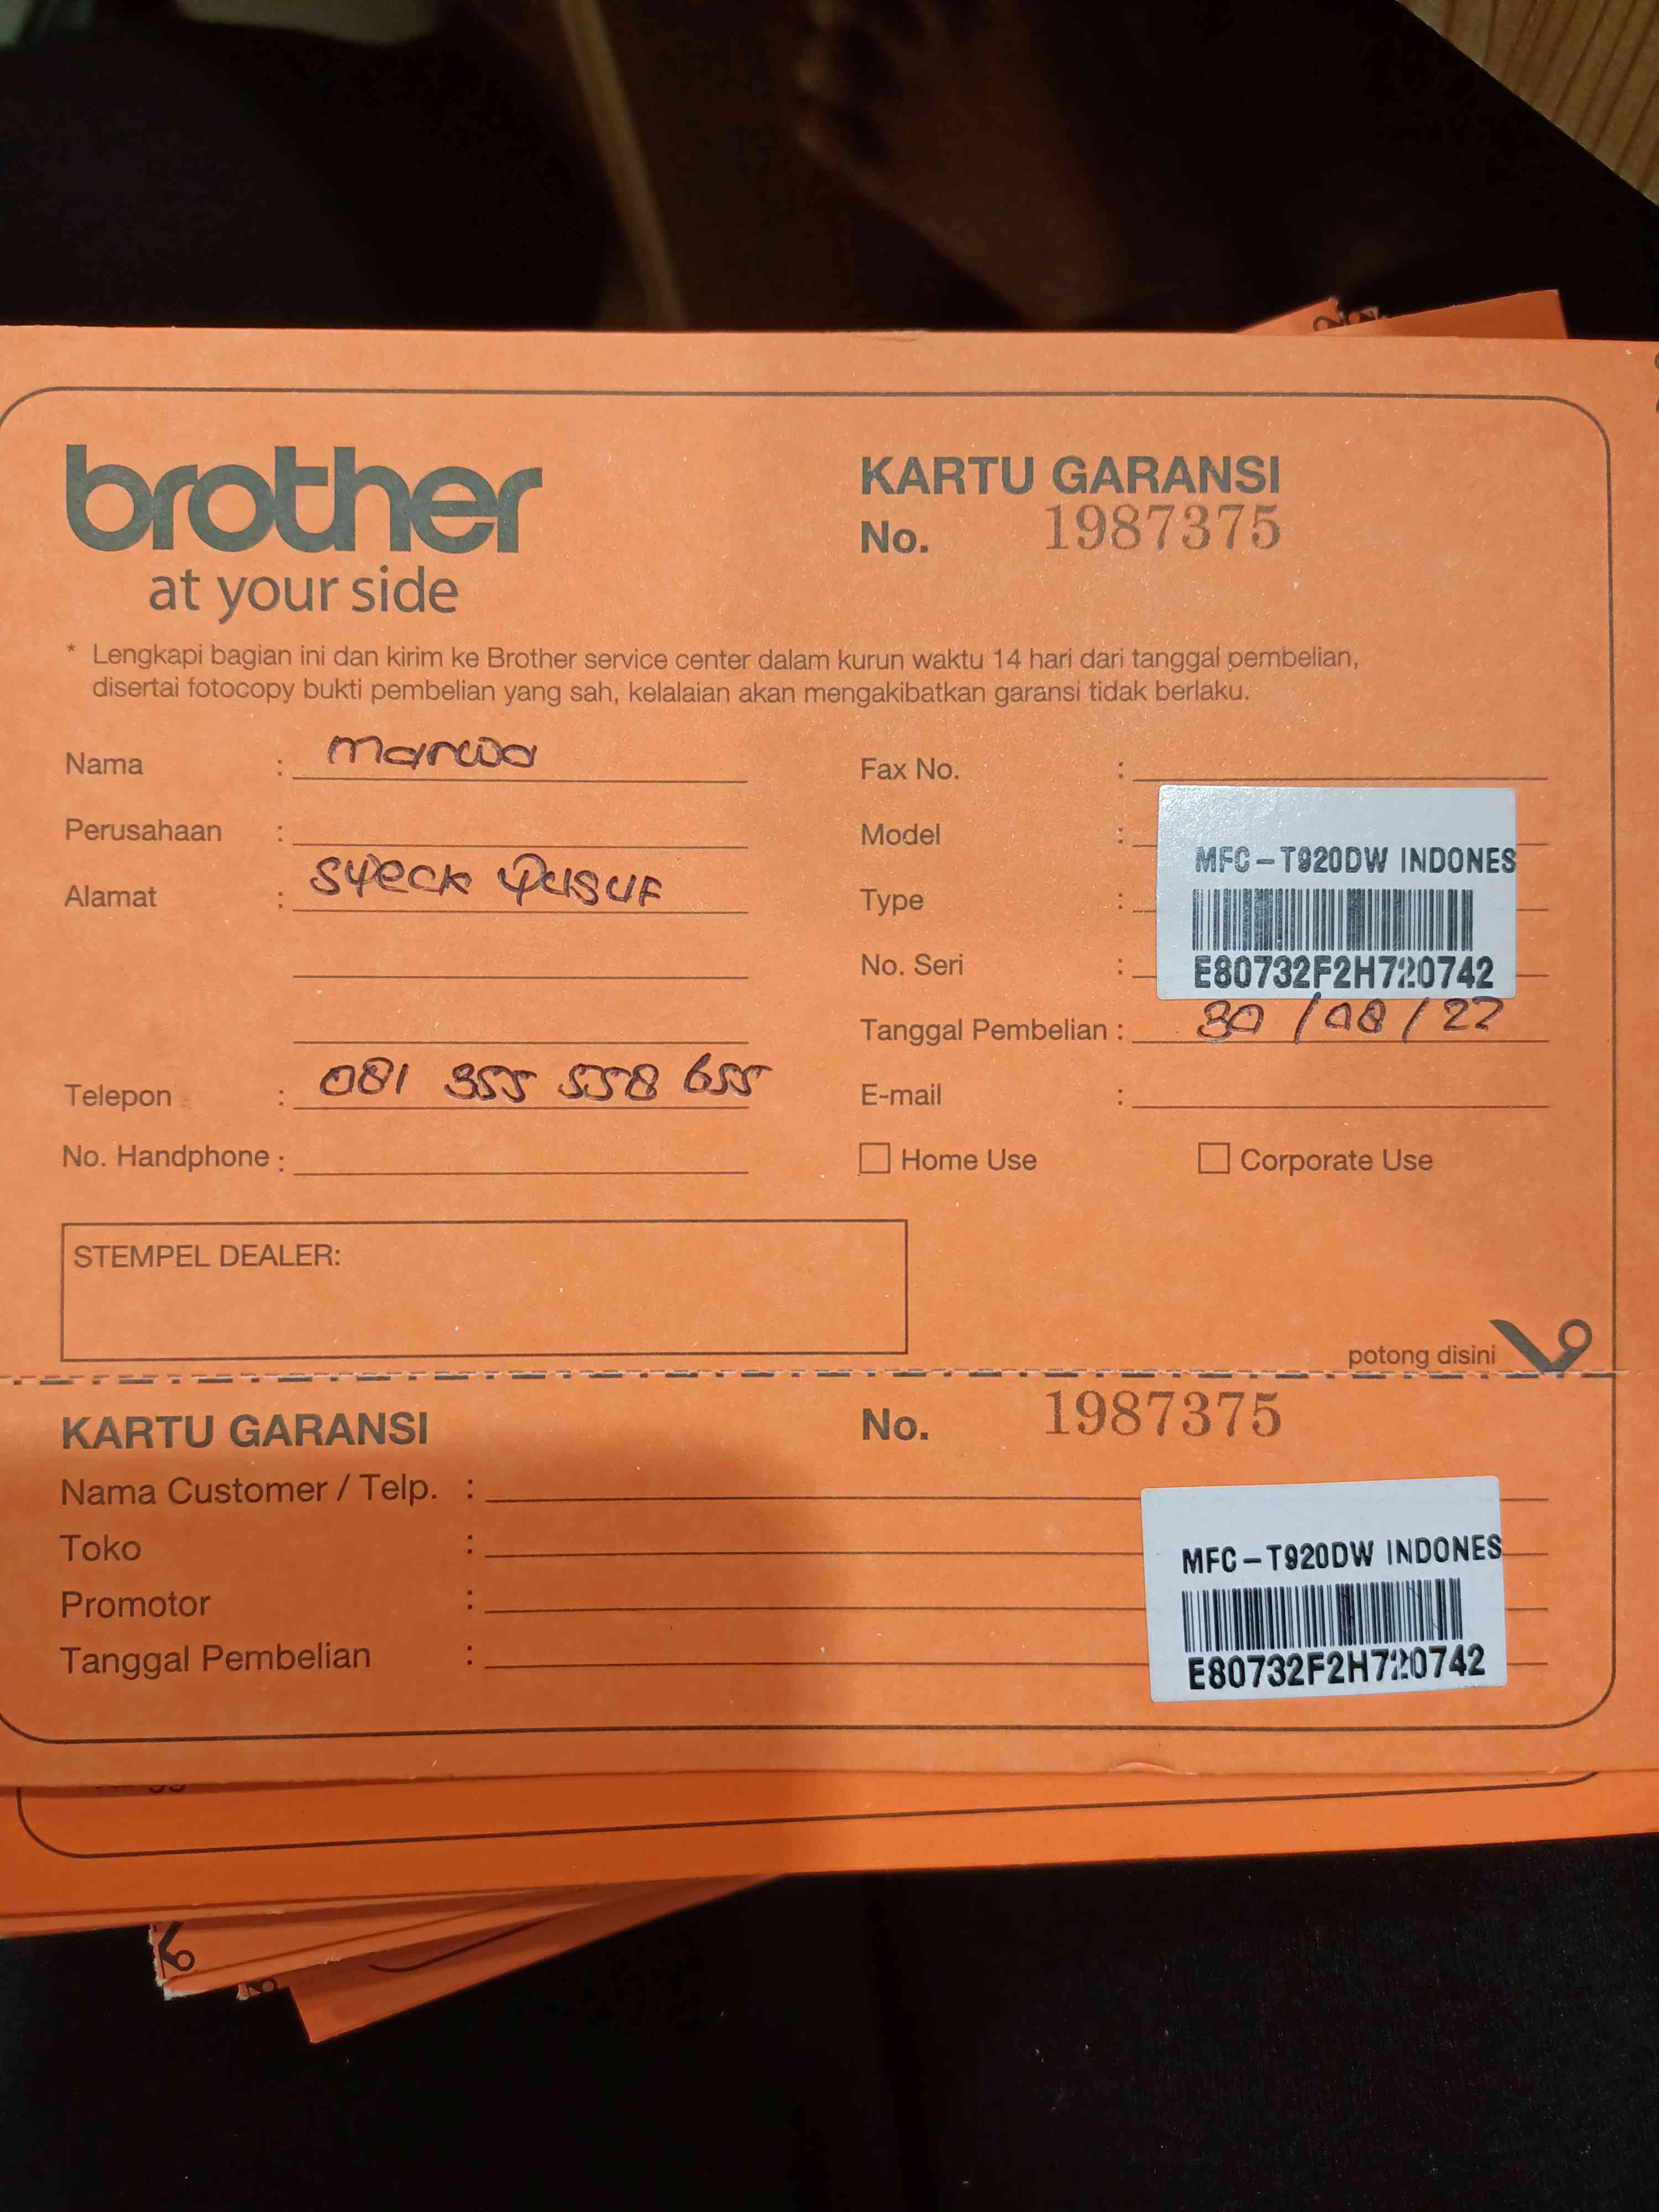 brother
at your side
KARTU GARANSI
No. 1987375
* Lengkapi bagian ini dan kirim ke Brother service center dalam kurun waktu 14 hari dari tanggal pembelian,
disertai fotocopy bukti pembelian yang sah, kelalaian akan mengakibatkan garansi tidak berlaku.
Nama : marwa
Perusahaan :
Alamat : Syeck Yusuf
Telepon : 081 355 558 655
No. Handphone :
Fax No. :
Model :
MFC-T920DW INDONES
Type :
No. Seri :
E80732F2H720742
Tanggal Pembelian : 30 / 08 / 22
E-mail :
Home Use Corporate Use
STEMPEL DEALER:
potong disini
KARTU GARANSI No. 1987375
Nama Customer / Telp. :
Toko :
Promotor :
Tanggal Pembelian :
MFC-T920DW INDONES
E80732F2H720742